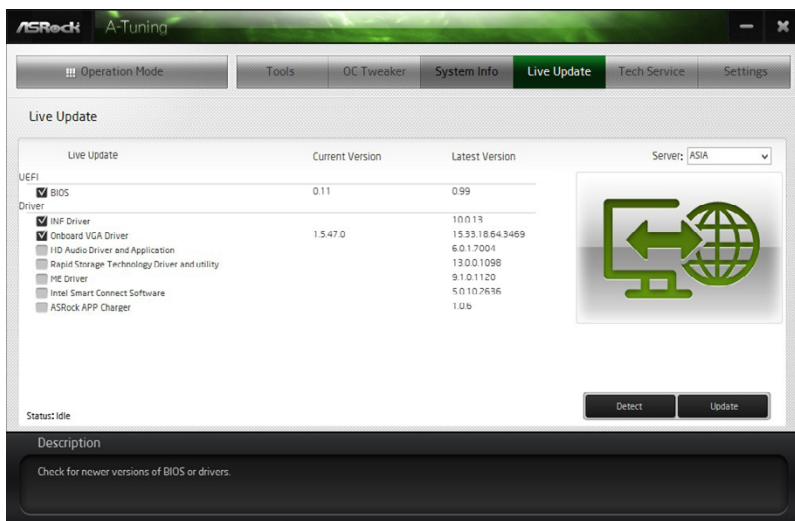 ASRock A-Tuning
Operation Mode Tools OC Tweaker System Info Live Update Tech Service Settings
Live Update
Live Update Current Version Latest Version Server: ASIA
UEFI
BIOS 0.11 0.99
Driver
INF Driver 10.0.13
Onboard VGA Driver 1.5.47.0 15.33.18.64.3469
HD Audio Driver and Application 6.0.1.7004
Rapid Storage Technology Driver and utility 13.0.0.1098
ME Driver 9.1.0.1120
Intel Smart Connect Software 5.0.10.2636
ASRock APP Charger 1.0.6
Detect Update
Status: Idle
Description
Check for newer versions of BIOS or drivers.